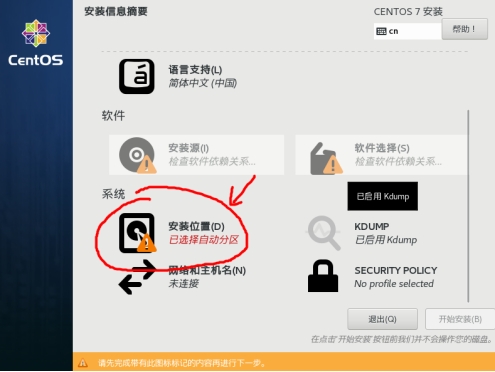 CentOS
安装信息摘要
CENTOS 7 安装
cn
帮助！
语言支持(L)
简体中文 (中国)
软件
安装源(I)
检查软件依赖关系...
软件选择(S)
检查软件依赖关系...
系统
已启用 Kdump
安装位置(D)
已选择自动分区
KDUMP
已启用 Kdump
网络和主机名(N)
未连接
SECURITY POLICY
No profile selected
退出(Q)
开始安装(B)
在点击'开始安装'按钮前我们并不会操作您的磁盘。
请先完成带有此图标标记的内容再进行下一步。